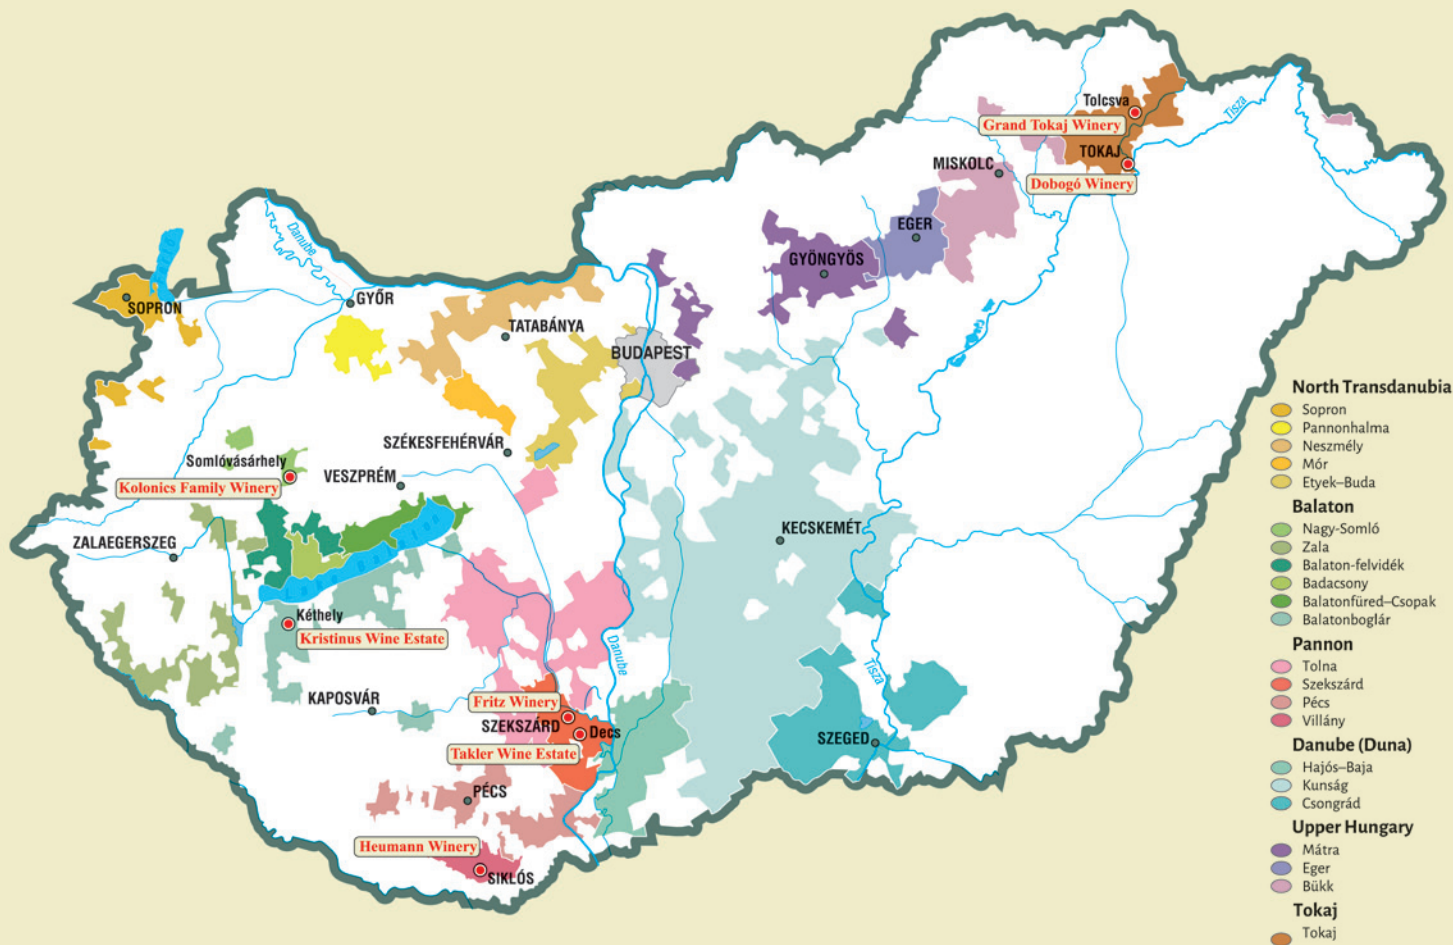 Tolcsva
Grand Tokaj Winery
Tisza
TOKAJ
MISKOLC
Dobogó Winery
EGER
Danube
GYÖNGYÖS
GYŐR
SOPRON
TATABÁNYA
BUDAPEST
SZÉKESFEHÉRVÁR
Somlóvásárhely
VESZPRÉM
Kolonics Family Winery
KECSKEMÉT
ZALAEGERSZEG
Lake Balaton
Kéthely
Kristinus Wine Estate
Danube
Tisza
KAPOSVÁR
Fritz Winery
SZEKSZÁRD
Decs
SZEGED
Takler Wine Estate
PÉCS
Heumann Winery
SIKLÓS
North Transdanubia
Sopron
Pannonhalma
Neszmély
Mór
Etyek–Buda
Balaton
Nagy-Somló
Zala
Balaton-felvidék
Badacsony
Balatonfüred–Csopak
Balatonboglár
Pannon
Tolna
Szekszárd
Pécs
Villány
Danube (Duna)
Hajós–Baja
Kunság
Csongrád
Upper Hungary
Mátra
Eger
Bükk
Tokaj
Tokaj